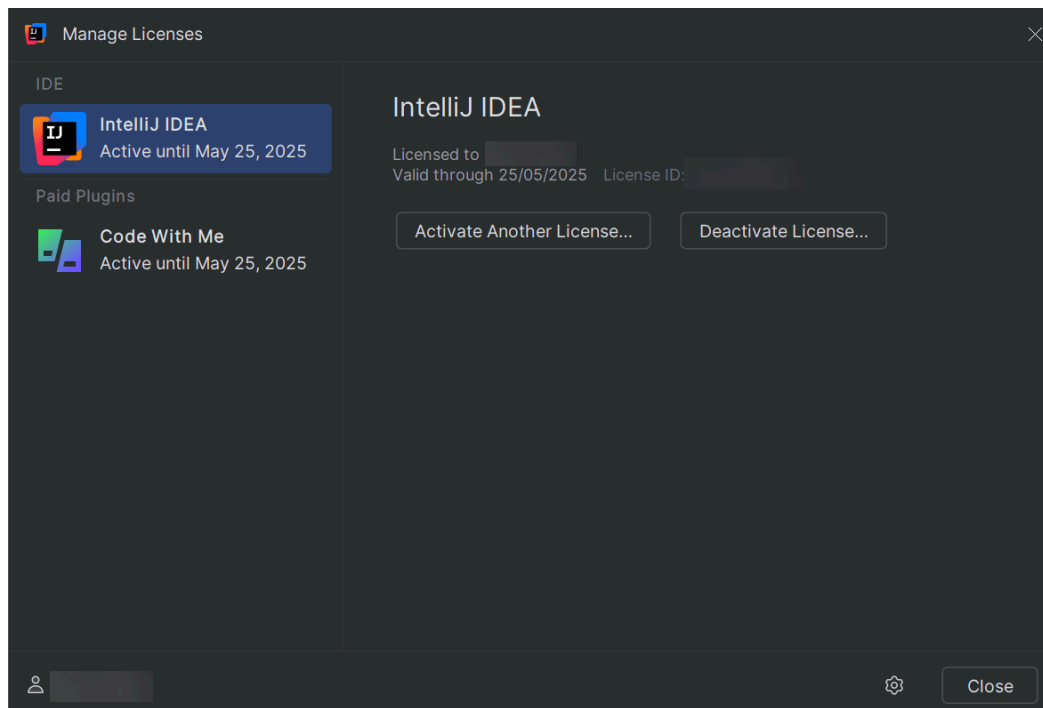 Manage Licenses
IDE
IJ
IntelliJ IDEA
Active until May 25, 2025
Paid Plugins
Code With Me
Active until May 25, 2025
IntelliJ IDEA
Licensed to
Valid through 25/05/2025 License ID:
Activate Another License...
Deactivate License...
Close